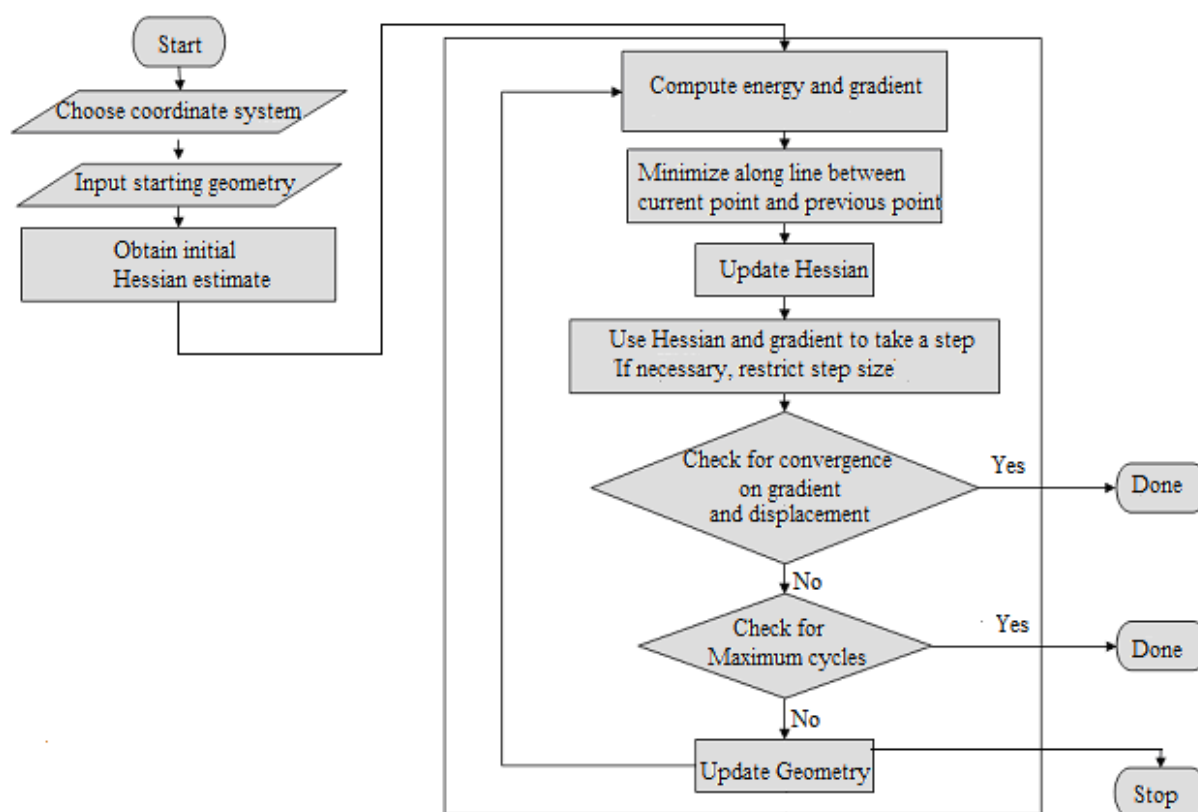 Start
Choose coordinate system
Input starting geometry
Obtain initial
Hessian estimate
Compute energy and gradient
Minimize along line between
current point and previous point
Update Hessian
Use Hessian and gradient to take a step
If necessary, restrict step size
Check for convergence
on gradient
and displacement
Yes
Done
No
Check for
Maximum cycles
Yes
Done
No
Update Geometry
Stop